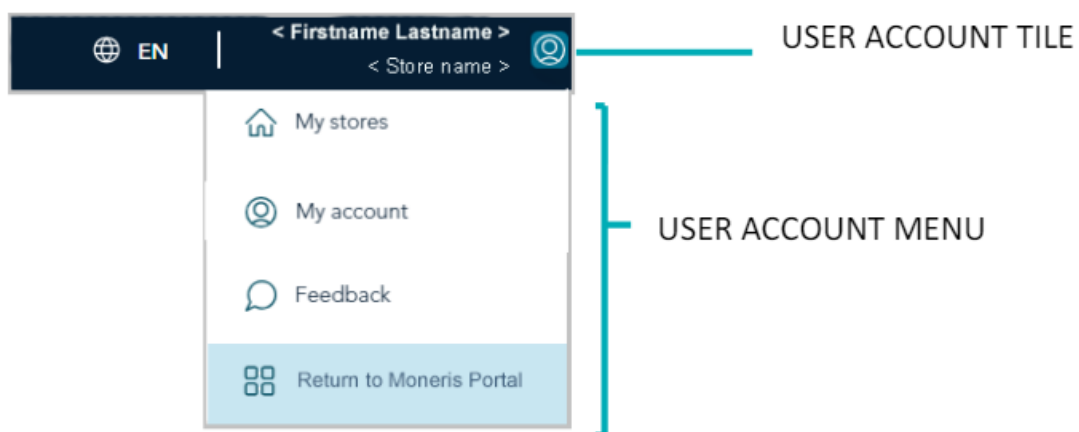 EN
< Firstname Lastname >
< Store name >
USER ACCOUNT TILE
My stores
My account
USER ACCOUNT MENU
Feedback
Return to Moneris Portal